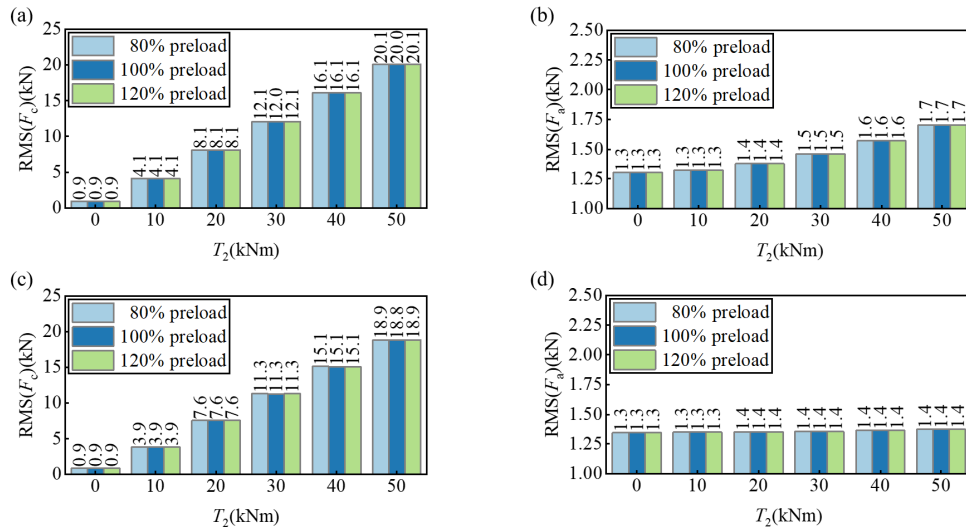 (a)
RMS(Fc)(kN)
25
20
15
10
5
0
80% preload
100% preload
120% preload
0.9 0.9 0.9
4.1 4.1 4.1
8.1 8.1 8.1
12.1 12.0 12.1
16.1 16.1 16.1
20.1 20.0 20.1
0 10 20 30 40 50
T2(kNm)
(b)
RMS(Fa)(kN)
2.50
2.25
2.00
1.75
1.50
1.25
1.00
80% preload
100% preload
120% preload
1.3 1.3 1.3
1.3 1.3 1.3
1.4 1.4 1.4
1.5 1.5 1.5
1.6 1.6 1.6
1.7 1.7 1.7
0 10 20 30 40 50
T2(kNm)
(c)
RMS(Fc)(kN)
25
20
15
10
5
0
80% preload
100% preload
120% preload
0.9 0.9 0.9
3.9 3.9 3.9
7.6 7.6 7.6
11.3 11.3 11.3
15.1 15.1 15.1
18.9 18.8 18.9
0 10 20 30 40 50
T2(kNm)
(d)
RMS(Fa)(kN)
2.50
2.25
2.00
1.75
1.50
1.25
1.00
80% preload
100% preload
120% preload
1.3 1.3 1.3
1.3 1.3 1.3
1.4 1.4 1.4
1.4 1.4 1.4
1.4 1.4 1.4
1.4 1.4 1.4
0 10 20 30 40 50
T2(kNm)